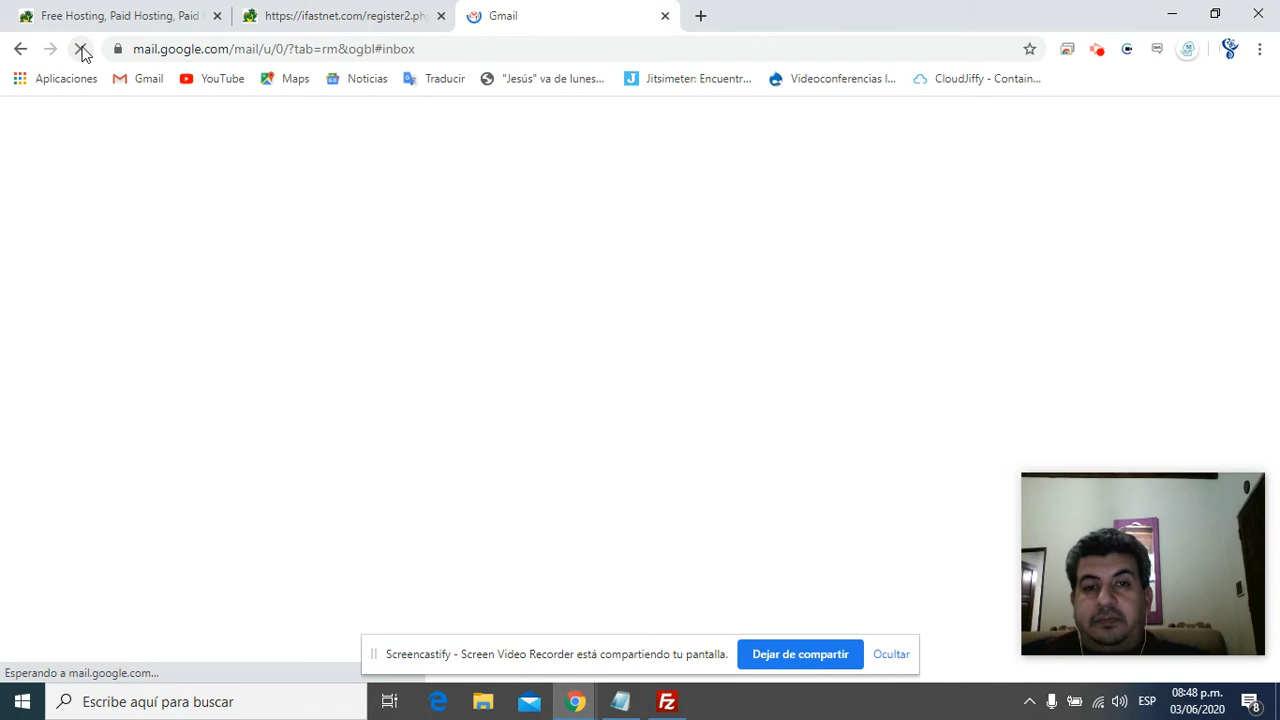 Free Hosting, Paid Hosting, Paid V
https://ifastnet.com/register2.ph
Gmail
mail.google.com/mail/u/0/?tab=rm&ogbl#inbox
Aplicaciones
Gmail
YouTube
Maps
Noticias
Traducir
"Jesús" va de lunes...
Jitsimeter: Encuentr...
Videoconferencias I...
CloudJiffy - Contain...
Screencastify - Screen Video Recorder está compartiendo tu pantalla.
Dejar de compartir
Ocultar
Esperando a mail.google.com...
Escribe aquí para buscar
ESP
08:48 p.m.
03/06/2020
8